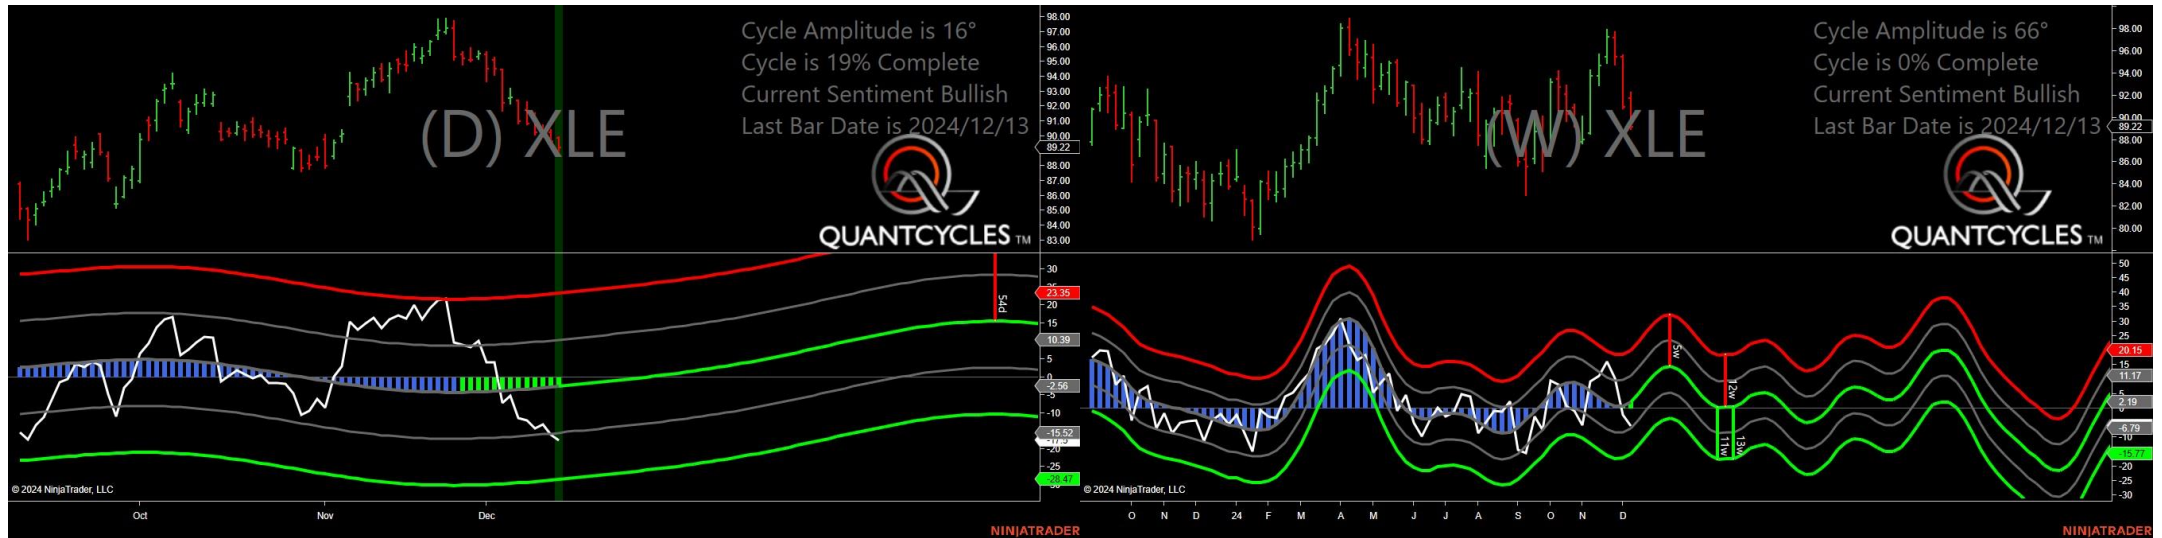 Cycle Amplitude is 16°
Cycle is 19% Complete
Current Sentiment Bullish
Last Bar Date is 2024/12/13
(D) XLE
QUANTCYCLES TM
98.00
97.00
96.00
95.00
94.00
93.00
92.00
91.00
90.00
89.22
88.00
87.00
86.00
85.00
84.00
83.00
54d
30
23.35
20
15
10.39
5
0
-2.56
-5
-10
-15.52
-17.5
-20
-25
-28.47
© 2024 NinjaTrader, LLC
Oct
Nov
Dec
NINJATRADER
Cycle Amplitude is 66°
Cycle is 0% Complete
Current Sentiment Bullish
Last Bar Date is 2024/12/13
(W) XLE
QUANTCYCLES TM
98.00
96.00
94.00
92.00
90.00
89.22
88.00
86.00
84.00
82.00
80.00
5w
12w
11w
13w
50
45
40
35
30
25
20.15
15
11.17
5
2.19
-6.79
-10
-15.77
-20
-25
-30
© 2024 NinjaTrader, LLC
O
N
D
24
F
M
A
M
J
J
A
S
O
N
D
NINJATRADER